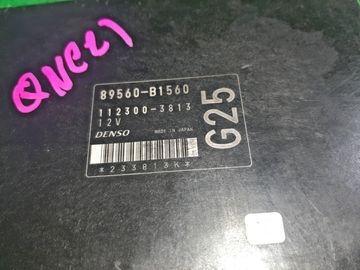 QNC21
89560-B1560
112300-3813
12V
DENSO MADE IN JAPAN
*233813K*
G25